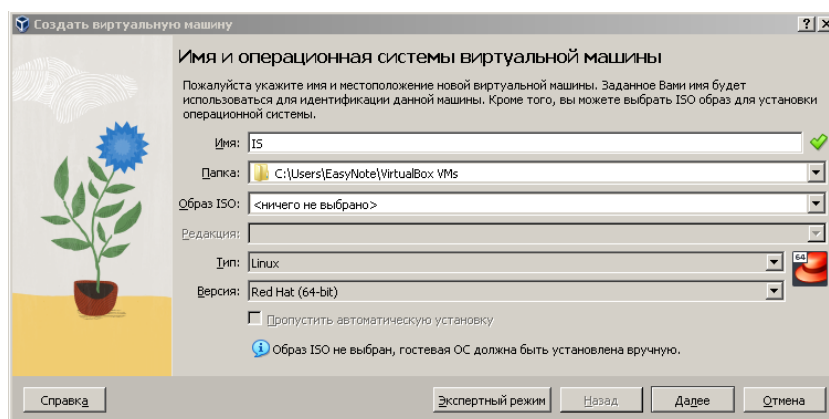 Создать виртуальную машину
Имя и операционная системы виртуальной машины
Пожалуйста укажите имя и местоположение новой виртуальной машины. Заданное Вами имя будет
использоваться для идентификации данной машины. Кроме того, вы можете выбрать ISO образ для установки
операционной системы.
Имя: IS
Папка: C:\Users\EasyNote\VirtualBox VMs
Образ ISO: <ничего не выбрано>
Редакция:
Тип: Linux
64
Версия: Red Hat (64-bit)
Пропустить автоматическую установку
Образ ISO не выбран, гостевая ОС должна быть установлена вручную.
Справка Экспертный режим Назад Далее Отмена